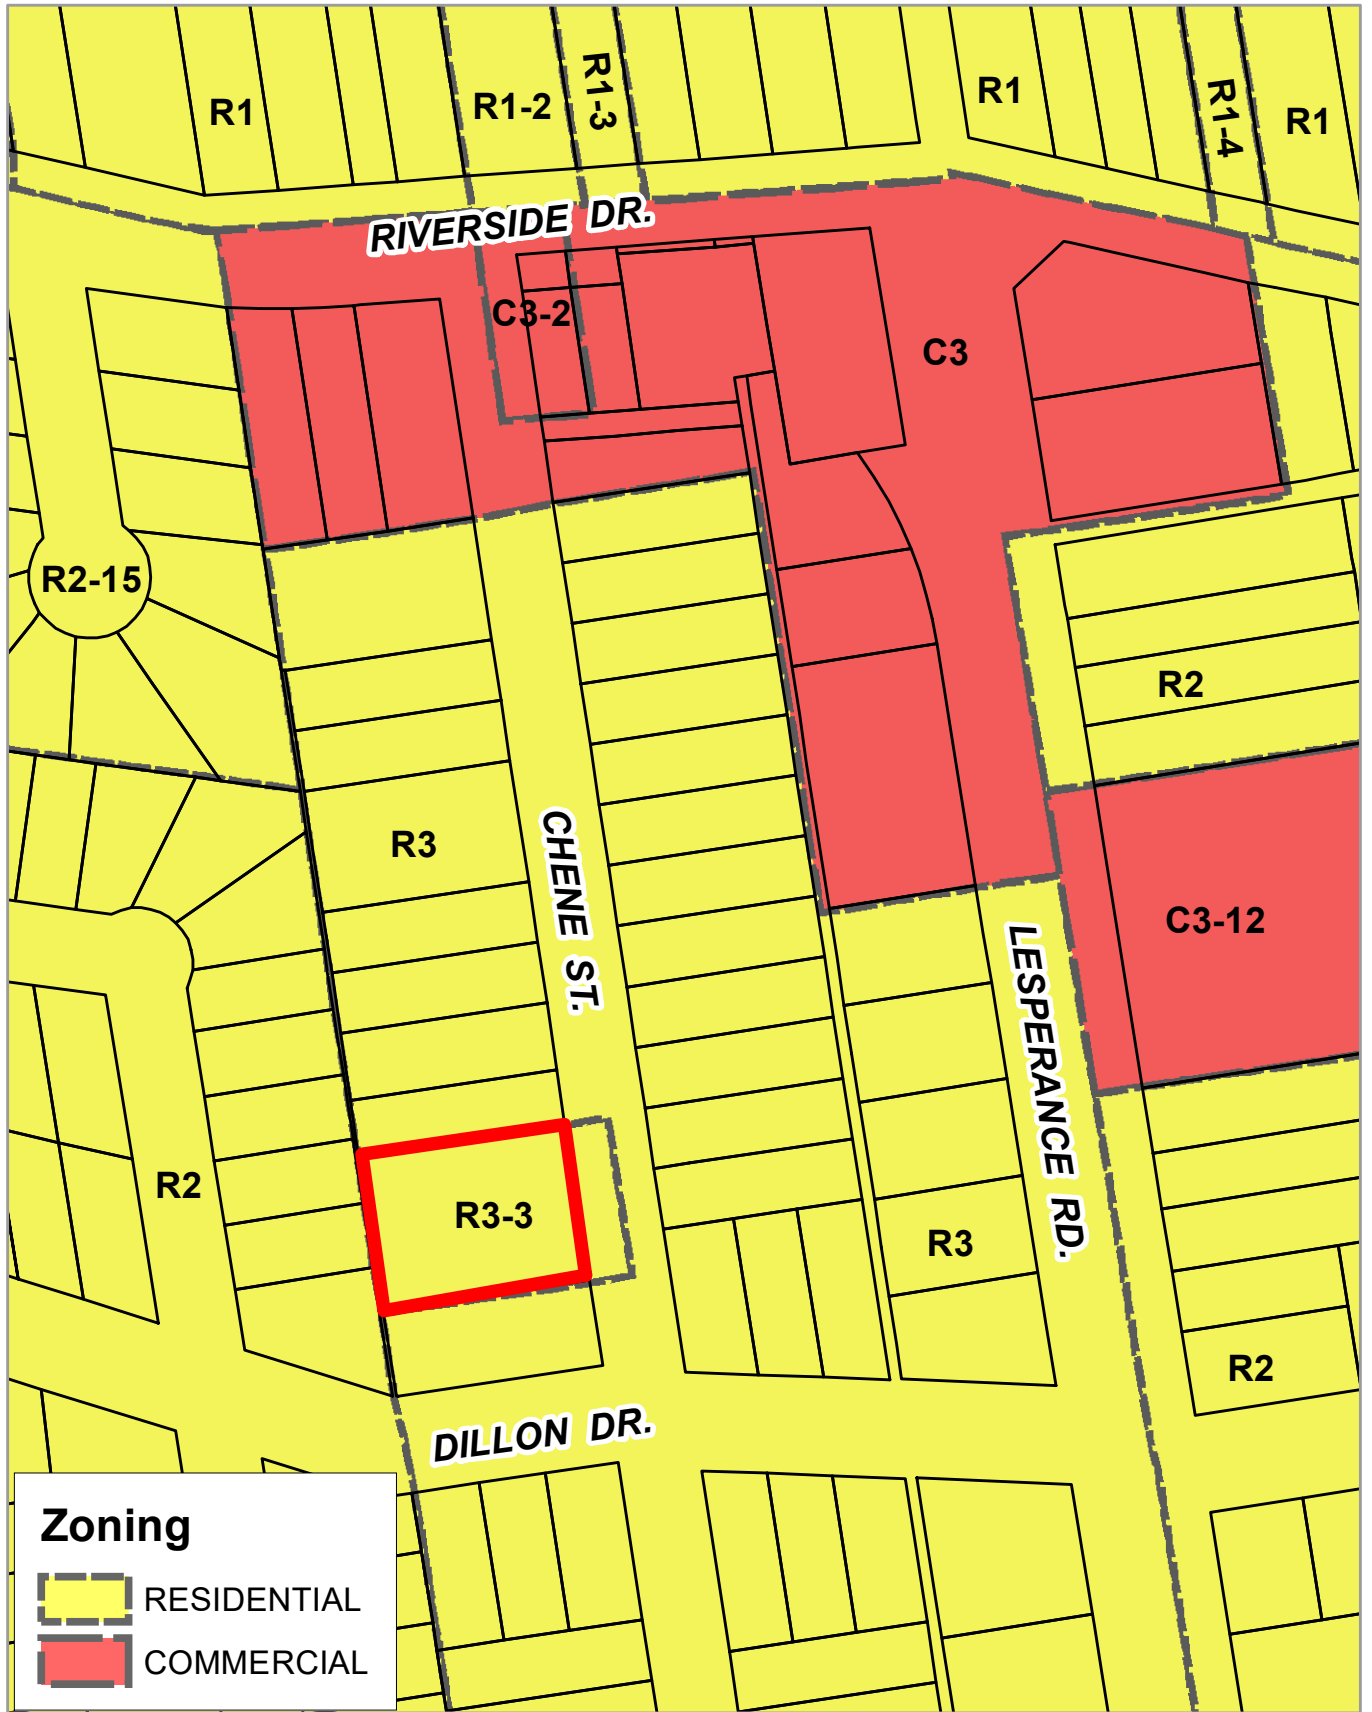 R1
R1-2
R1-3
R1
R1-4
R1
RIVERSIDE DR.
C3-2
C3
R2-15
R2
R3
CHENE ST.
C3-12
LESPERANCE RD.
R2
R3-3
R3
R2
DILLON DR.
Zoning
RESIDENTIAL
COMMERCIAL